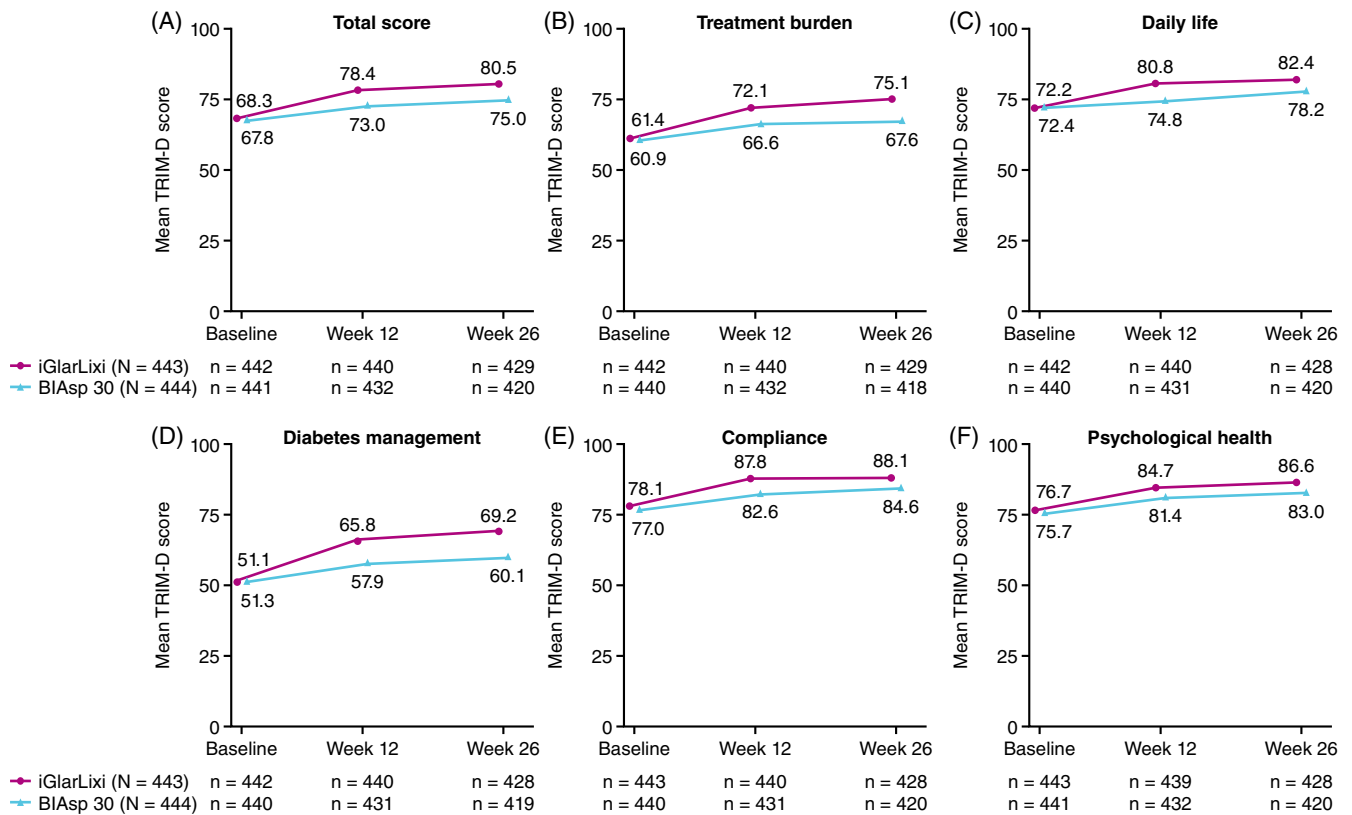 (A) Total score
Mean TRIM-D score
100
75
50
25
0
68.3 78.4 80.5
67.8 73.0 75.0
Baseline Week 12 Week 26
(B) Treatment burden
Mean TRIM-D score
100
75
50
25
0
61.4 72.1 75.1
60.9 66.6 67.6
Baseline Week 12 Week 26
(C) Daily life
Mean TRIM-D score
100
75
50
25
0
72.2 80.8 82.4
72.4 74.8 78.2
Baseline Week 12 Week 26
iGlarLixi (N = 443) n = 442 n = 440 n = 429 n = 442 n = 440 n = 429 n = 442 n = 440 n = 428
BIAsp 30 (N = 444) n = 441 n = 432 n = 420 n = 440 n = 432 n = 418 n = 440 n = 431 n = 420
(D) Diabetes management
Mean TRIM-D score
100
75
50
25
0
51.1 65.8 69.2
51.3 57.9 60.1
Baseline Week 12 Week 26
(E) Compliance
Mean TRIM-D score
100
75
50
25
0
78.1 87.8 88.1
77.0 82.6 84.6
Baseline Week 12 Week 26
(F) Psychological health
Mean TRIM-D score
100
75
50
25
0
76.7 84.7 86.6
75.7 81.4 83.0
Baseline Week 12 Week 26
iGlarLixi (N = 443) n = 442 n = 440 n = 428 n = 443 n = 440 n = 428 n = 443 n = 439 n = 428
BIAsp 30 (N = 444) n = 440 n = 431 n = 419 n = 440 n = 431 n = 420 n = 441 n = 432 n = 420